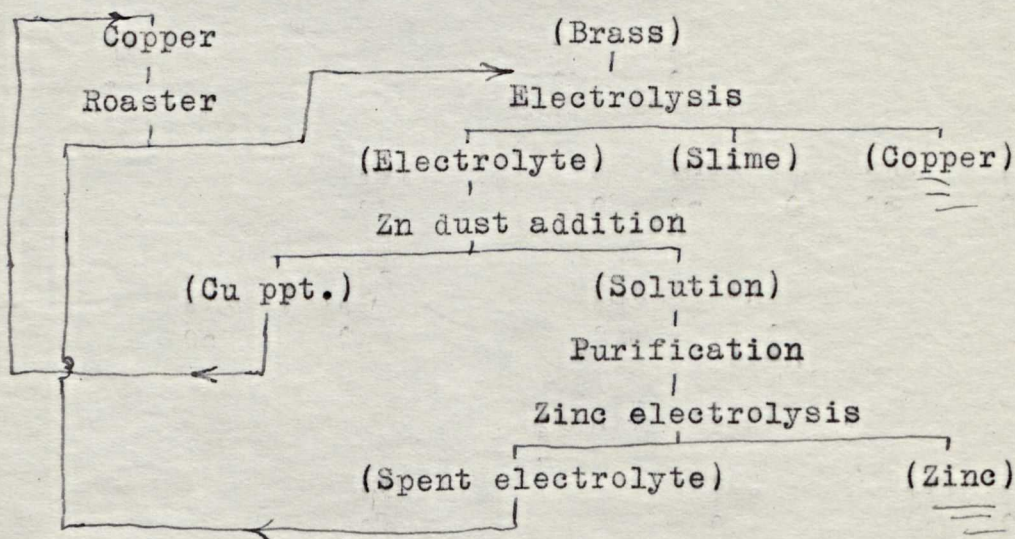 Copper (Brass)
Roaster Electrolysis
(Electrolyte) (Slime) (Copper)
Zn dust addition
(Cu ppt.) (Solution)
Purification
Zinc electrolysis
(Spent electrolyte) (Zinc)